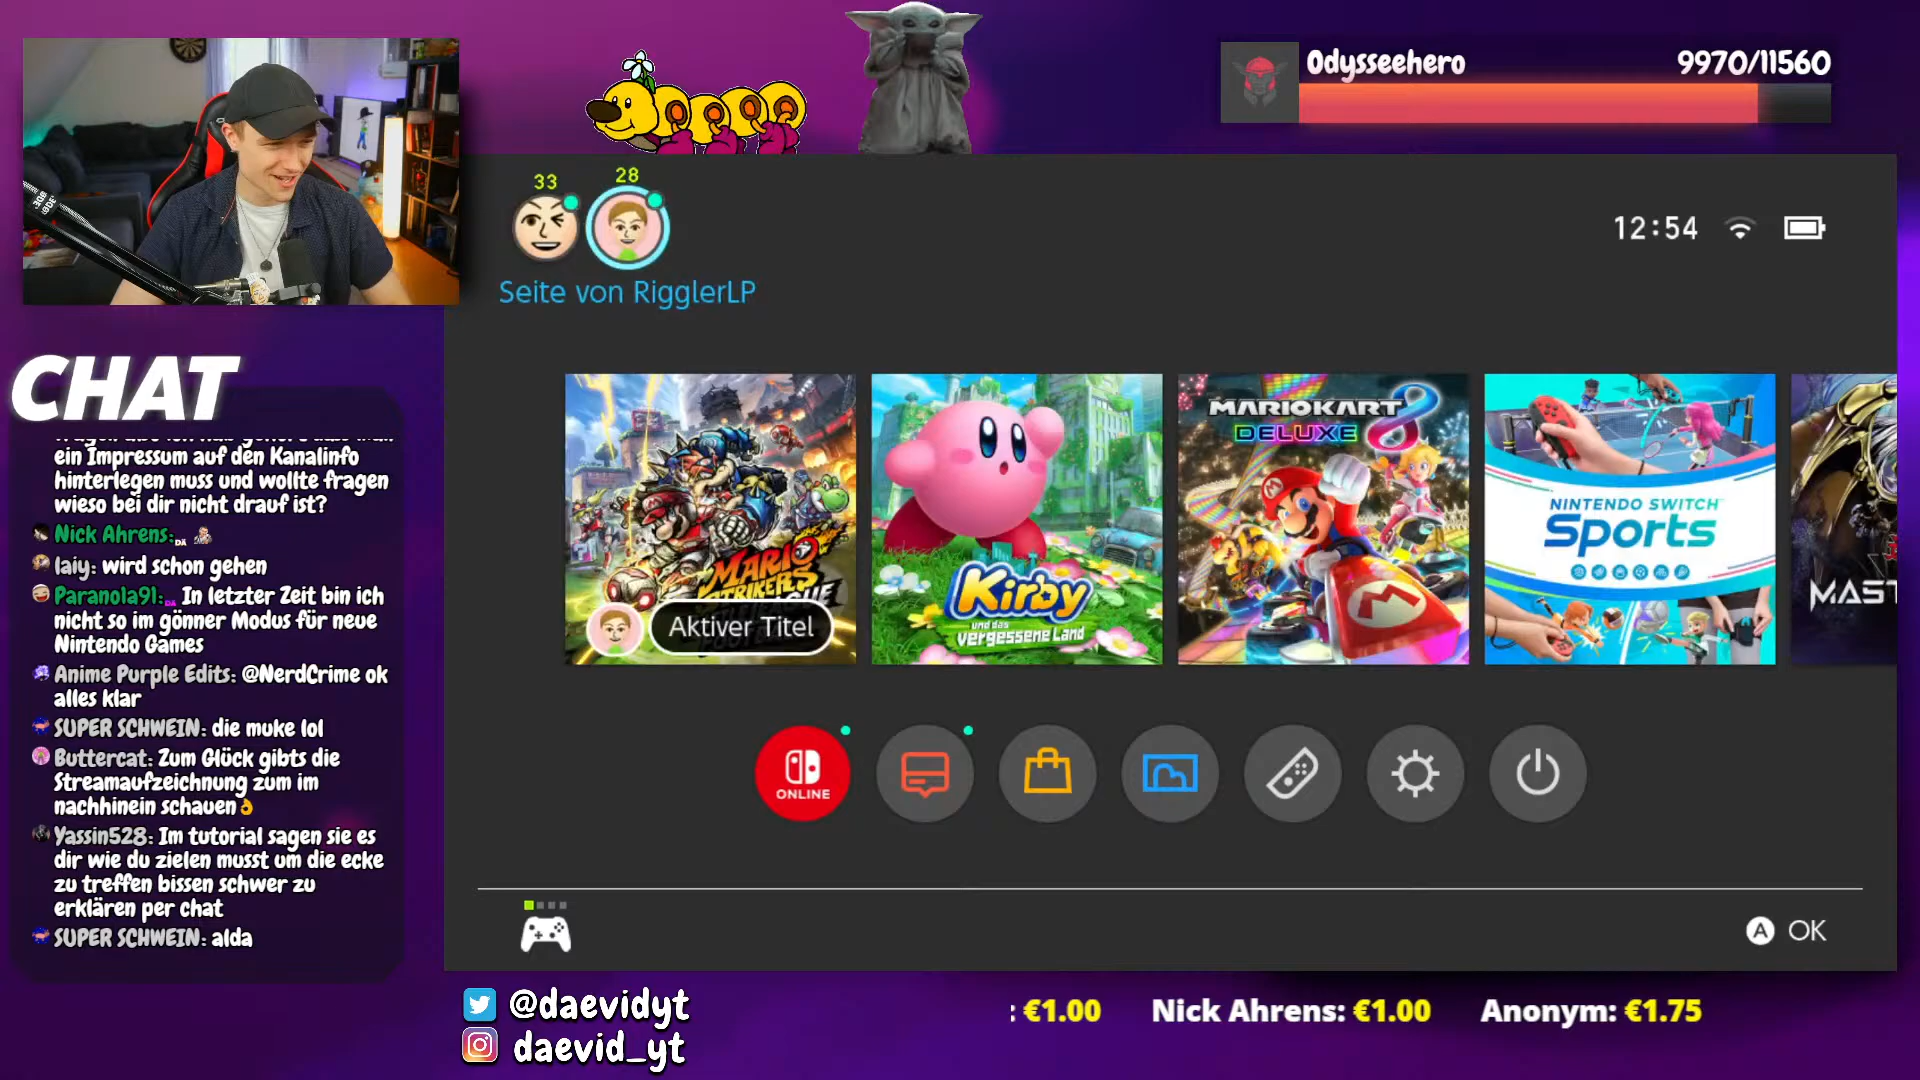 Odysseehero
9970/11560
33
28
12:54
Seite von RigglerLP
RØDE
CHAT
ein Impressum auf den Kanalinfo
hinterlegen muss und wollte fragen
wieso bei dir nicht drauf ist?
Nick Ahrens:
laiy: wird schon gehen
Paranola91: In letzter Zeit bin ich
nicht so im gönner Modus für neue
Nintendo Games
Anime Purple Edits: @NerdCrime ok
alles klar
SUPER SCHWEIN: die muke lol
Buttercat: Zum Glück gibts die
Streamaufzeichnung zum im
nachhinein schauen👌
Yassin528: Im tutorial sagen sie es
dir wie du zielen musst um die ecke
zu treffen bissen schwer zu
erklären per chat
SUPER SCHWEIN: alda
MARIO
STRIKERS
Aktiver Titel
Kirby
und das
vergessene Land
MARIO KART 8
DELUXE
NINTENDO SWITCH
Sports
MAST
ONLINE
A OK
@daevidyt
daevid_yt
: €1.00 Nick Ahrens: €1.00 Anonym: €1.75